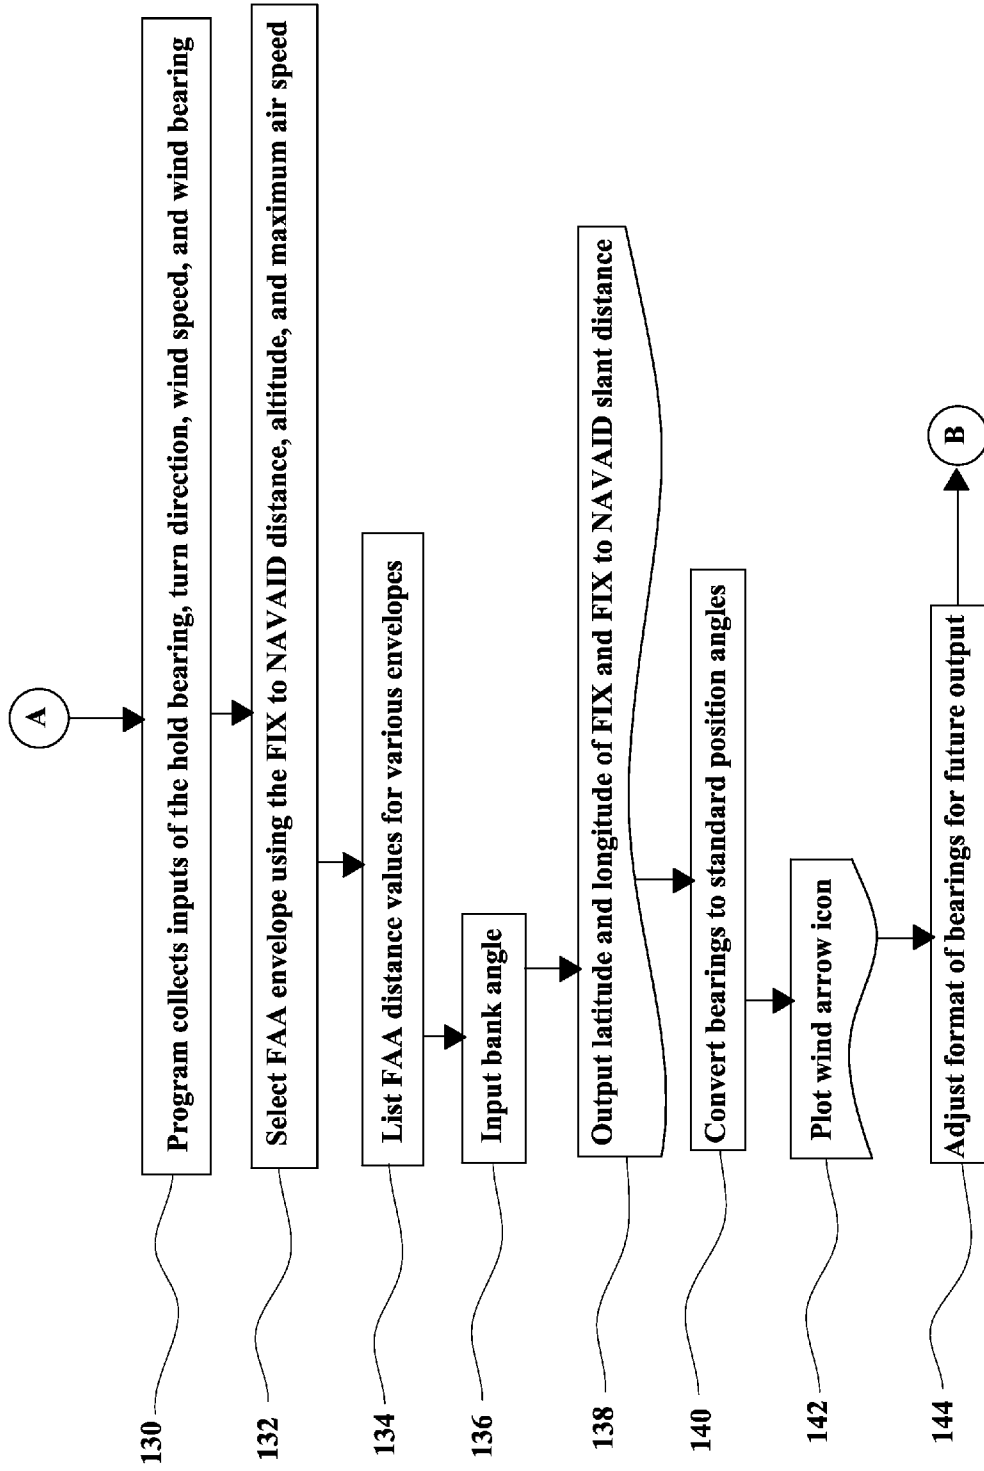 A
130
Program collects inputs of the hold bearing, turn direction, wind speed, and wind bearing
132
Select FAA envelope using the FIX to NAVAID distance, altitude, and maximum air speed
134
List FAA distance values for various envelopes
136
Input bank angle
138
Output latitude and longitude of FIX and FIX to NAVAID slant distance
140
Convert bearings to standard position angles
142
Plot wind arrow icon
144
Adjust format of bearings for future output
B